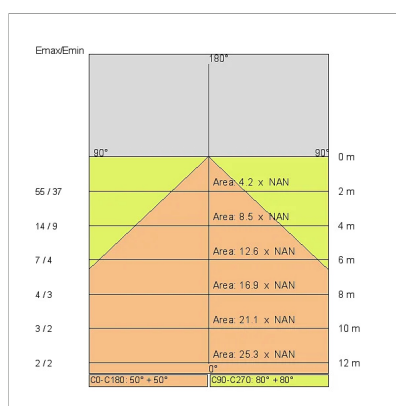 Emax/Emin
180°
90° 90° 0 m
Area: 4.2 x NAN
55 / 37 2 m
Area: 8.5 x NAN
14 / 9 4 m
Area: 12.6 x NAN
7 / 4 6 m
Area: 16.9 x NAN
4 / 3 8 m
Area: 21.1 x NAN
3 / 2 10 m
Area: 25.3 x NAN
2 / 2 12 m
0°
C0-C180: 50° + 50° C90-C270: 80° + 80°